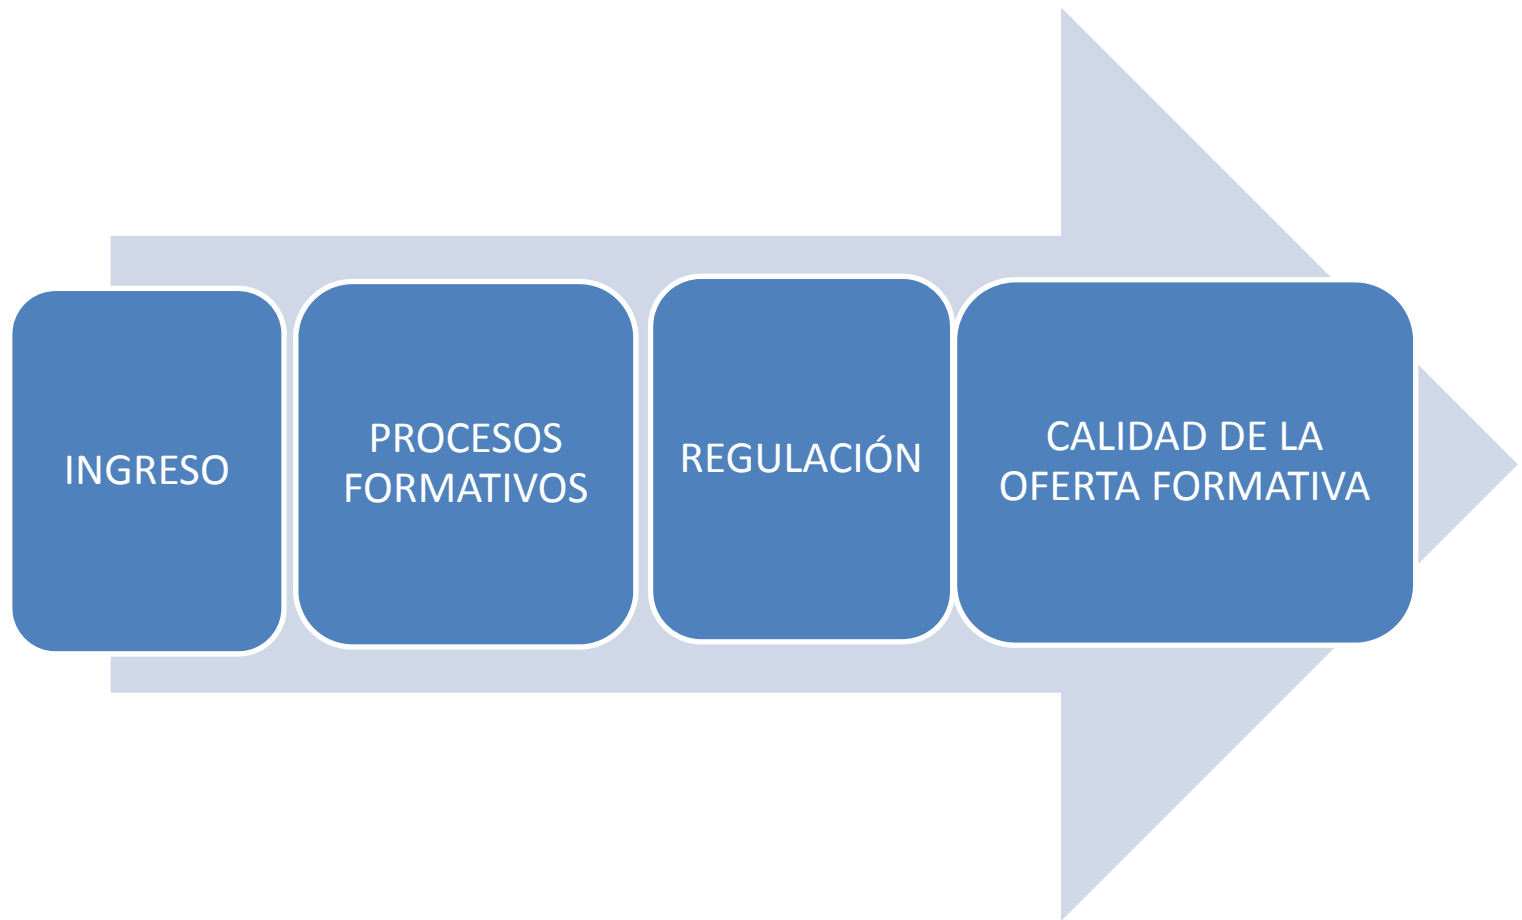 INGRESO
PROCESOS
FORMATIVOS
REGULACIÓN
CALIDAD DE LA
OFERTA FORMATIVA